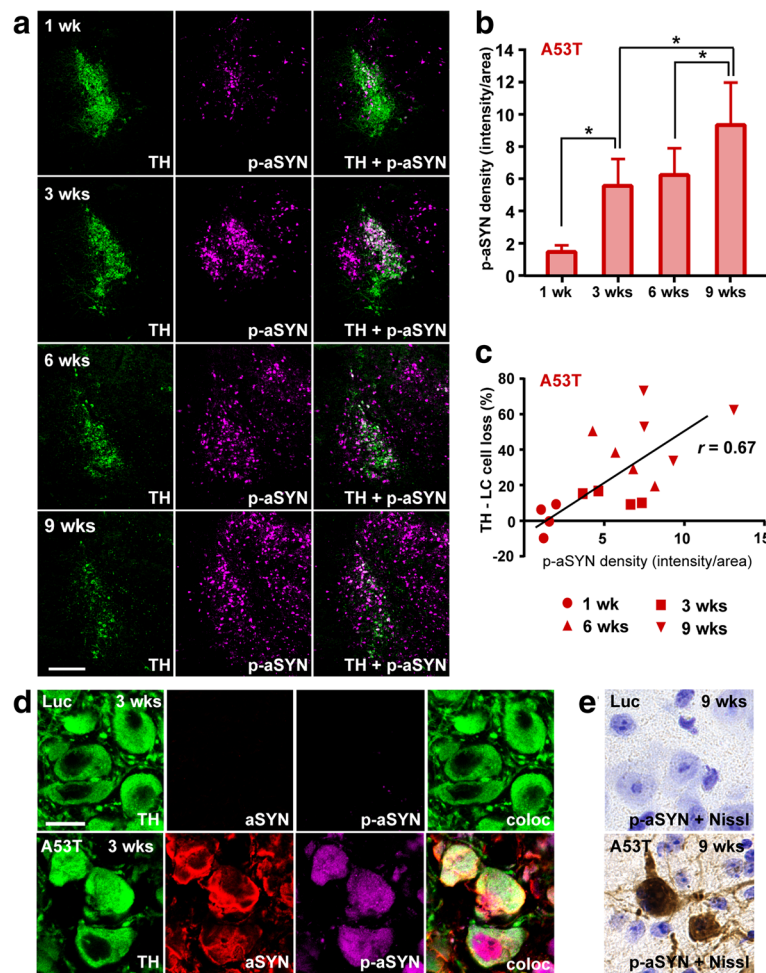 a
1 wk
TH
p-aSYN
TH + p-aSYN
3 wks
TH
p-aSYN
TH + p-aSYN
6 wks
TH
p-aSYN
TH + p-aSYN
9 wks
TH
p-aSYN
TH + p-aSYN
b
A53T
p-aSYN density (intensity/area)
14
12
10
8
6
4
2
0
*
*
*
1 wk 3 wks 6 wks 9 wks
c
A53T
TH - LC cell loss (%)
80
60
40
20
0
-20
r = 0.67
5 10 15
p-aSYN density (intensity/area)
1 wk 3 wks
6 wks 9 wks
d
Luc 3 wks
TH
aSYN
p-aSYN
coloc
A53T 3 wks
TH
aSYN
p-aSYN
coloc
e
Luc 9 wks
p-aSYN + Nissl
A53T 9 wks
p-aSYN + Nissl